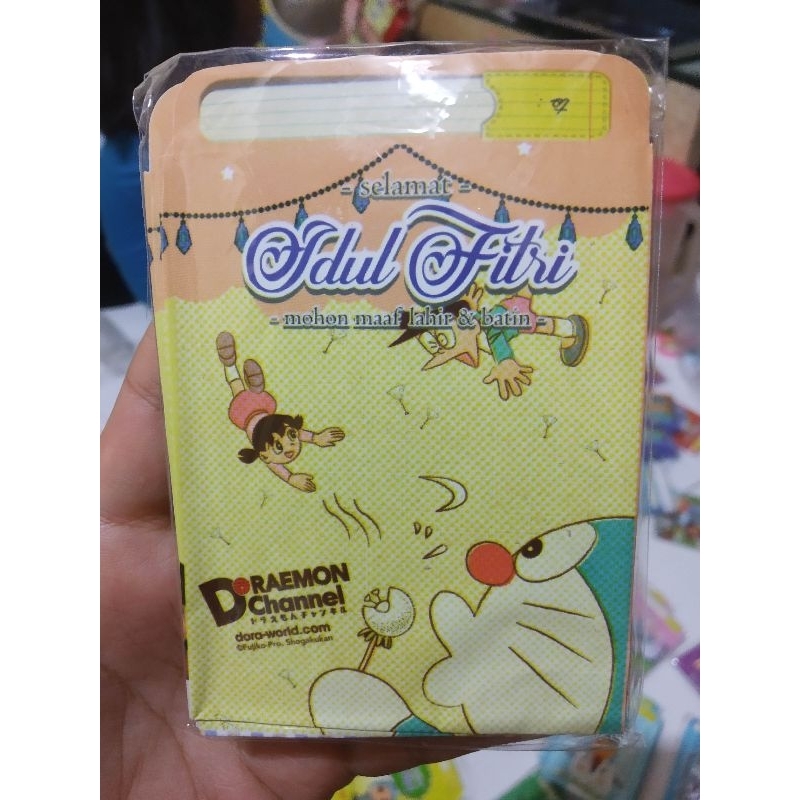 to:
- selamat -
Idul Fitri
- mohon maaf lahir & batin -
DORAEMON
Channel
ドラえもんチャンネル
dora-world.com
©Fujiko-Pro, Shogakukan